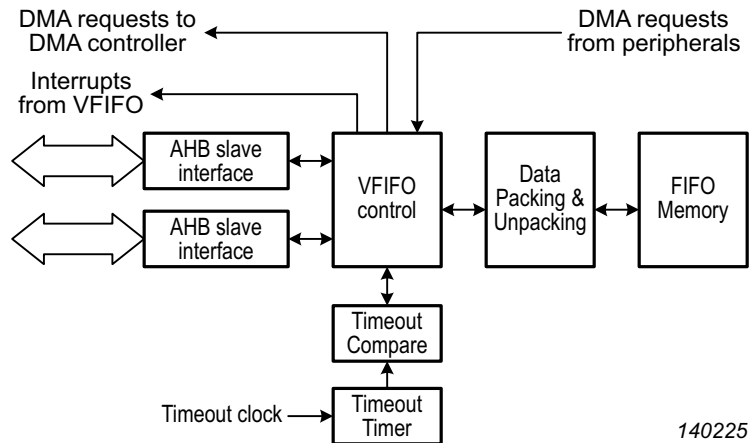 DMA requests to
DMA controller
DMA requests
from peripherals
Interrupts
from VFIFO
AHB slave
interface
VFIFO
control
Data
Packing &
Unpacking
FIFO
Memory
AHB slave
interface
Timeout
Compare
Timeout clock
Timeout
Timer
140225